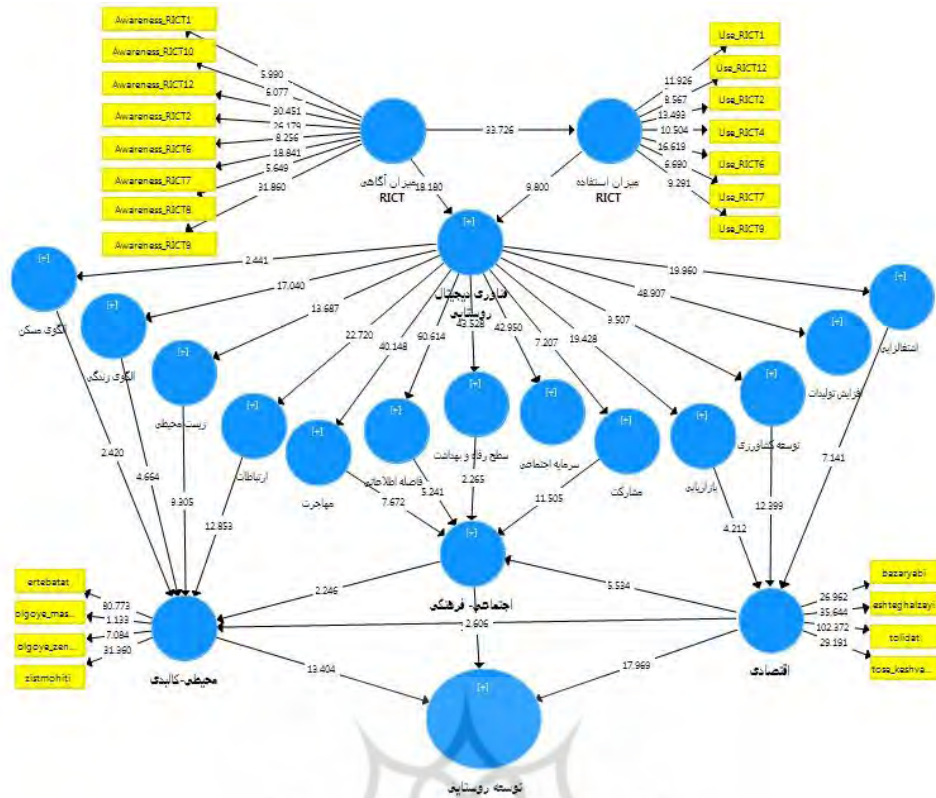 Awareness_RICT1
Awareness_RICT10
Awareness_RICT12
Awareness_RICT2
Awareness_RICT6
Awareness_RICT7
Awareness_RICT8
Awareness_RICT9
5.990
6.077
30.451
26.179
8.256
18.841
5.649
31.860
Use_RICT1
Use_RICT12
Use_RICT2
Use_RICT4
Use_RICT6
Use_RICT7
Use_RICT9
11.926
8.567
13.493
10.504
16.619
6.690
9.291
33.726
میزان آگاهی
RICT
میزان استفاده
RICT
18.180
9.800
[+]
فناوری دیجیتال
روستایی
2.441
17.040
13.687
22.720
40.148
60.614
43.528
42.950
7.207
19.428
9.507
48.907
19.960
[+]
الگوی مسکن
[+]
الگوی زندگی
[+]
زیست محیطی
[+]
ارتباطات
[+]
مهاجرت
[+]
فاصله اطلاعاتی
[+]
سطح رفاه و بهداشت
[+]
سرمایه اجتماعی
[+]
مشارکت
[+]
بازاریابی
[+]
توسعه کشاورزی
[+]
افزایش تولیدات
[+]
اشتغالزایی
2.420
4.664
9.305
12.853
7.672
5.241
2.265
11.505
4.212
12.399
7.141
[+]
اجتماعی- فرهنگی
2.246
5.534
2.606
ertebatat
olgoye_mas...
olgoye_zen...
zistmohiti
80.773
1.133
7.084
31.360
محیطی-کالبدی
bazaryabi
eshteghalzayi
tolidati
tose_keshva...
26.962
35.644
102.372
29.191
اقتصادی
13.404
17.969
[+]
توسعه روستایی